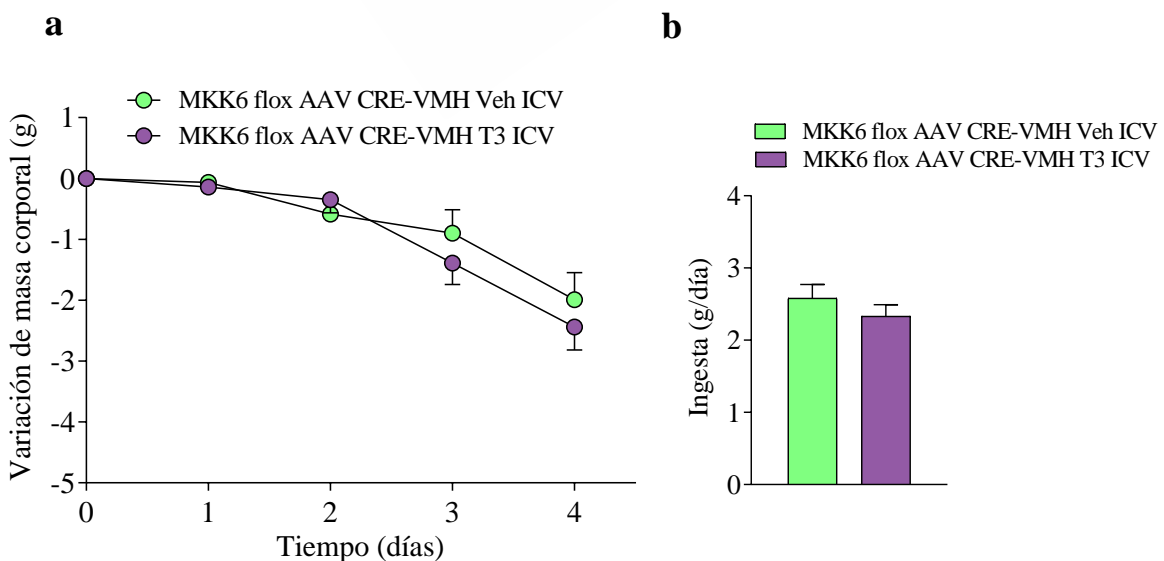 a
MKK6 flox AAV CRE-VMH Veh ICV
MKK6 flox AAV CRE-VMH T3 ICV
Variación de masa corporal (g)
1
0
-1
-2
-3
-4
-5
0 1 2 3 4
Tiempo (días)
b
MKK6 flox AAV CRE-VMH Veh ICV
MKK6 flox AAV CRE-VMH T3 ICV
Ingesta (g/día)
4
3
2
1
0